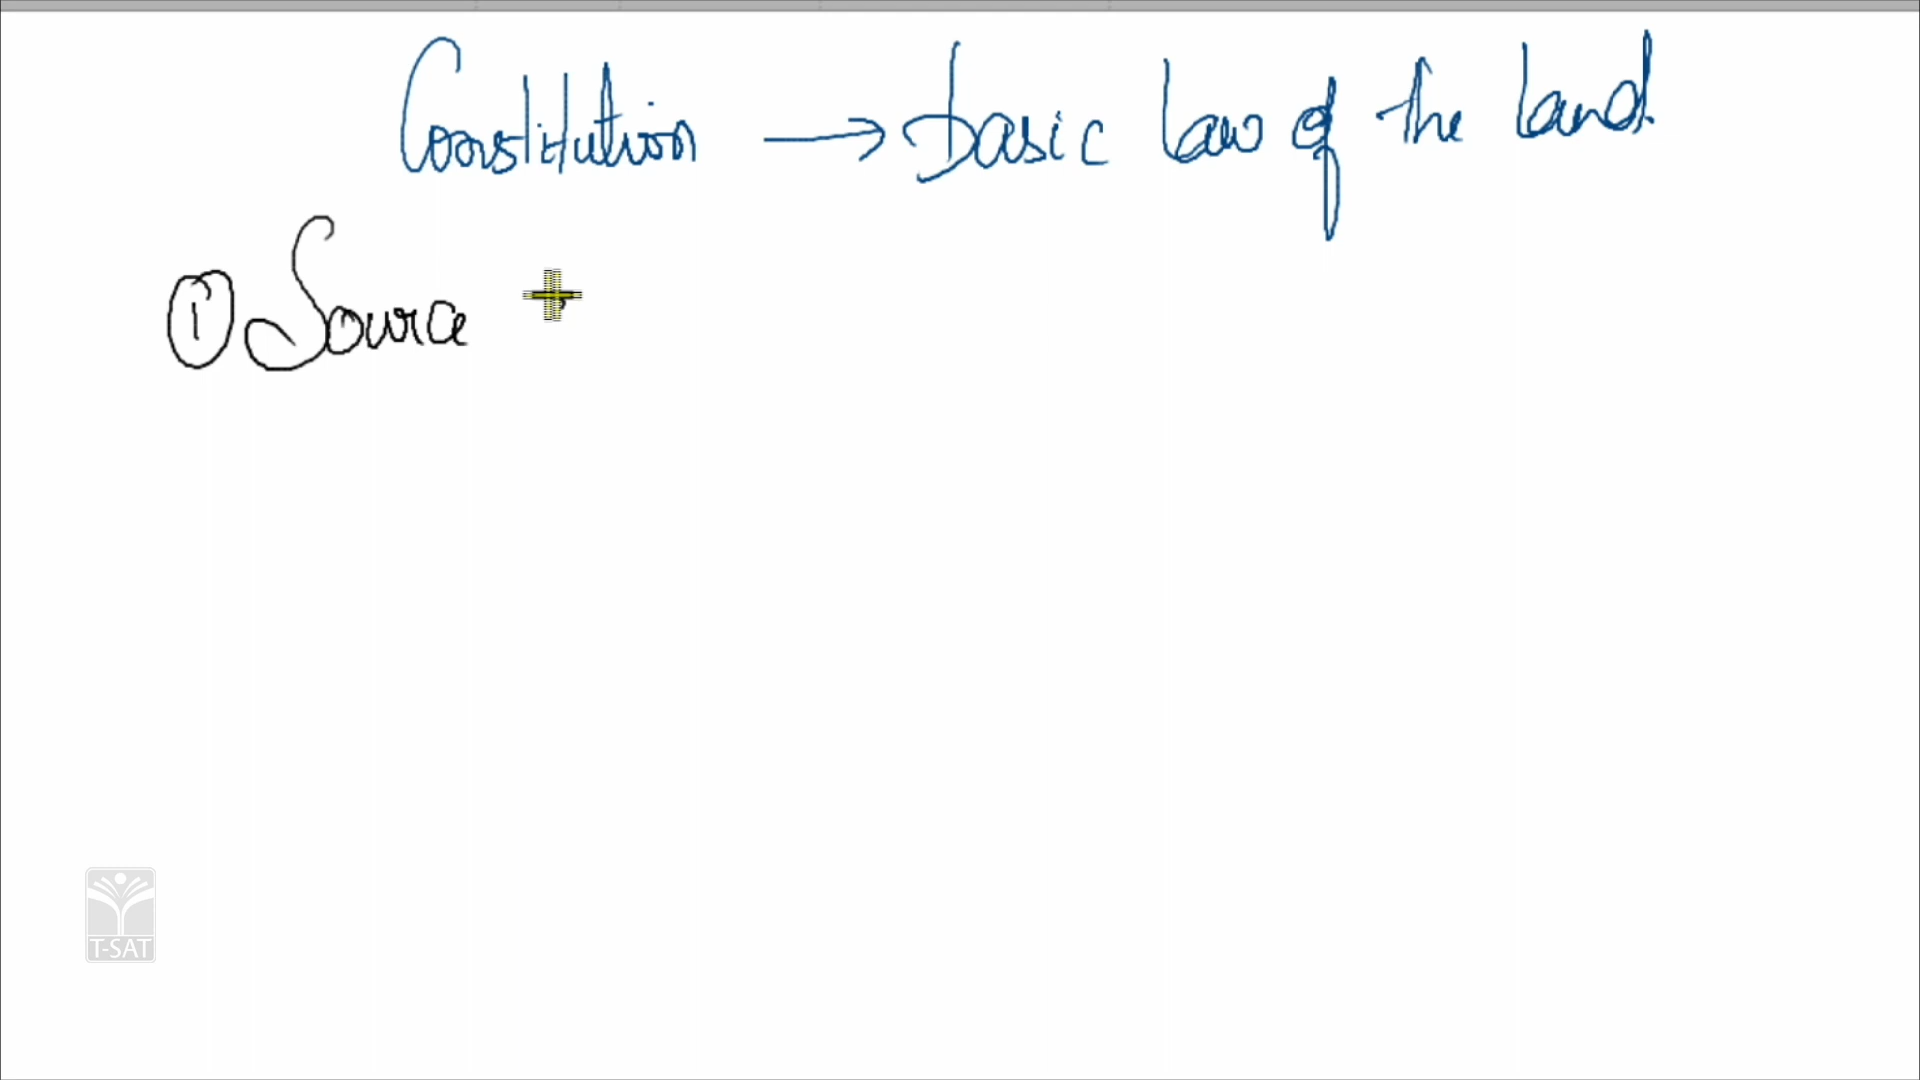 Constitution → basic law of the land
① Source
T-SAT